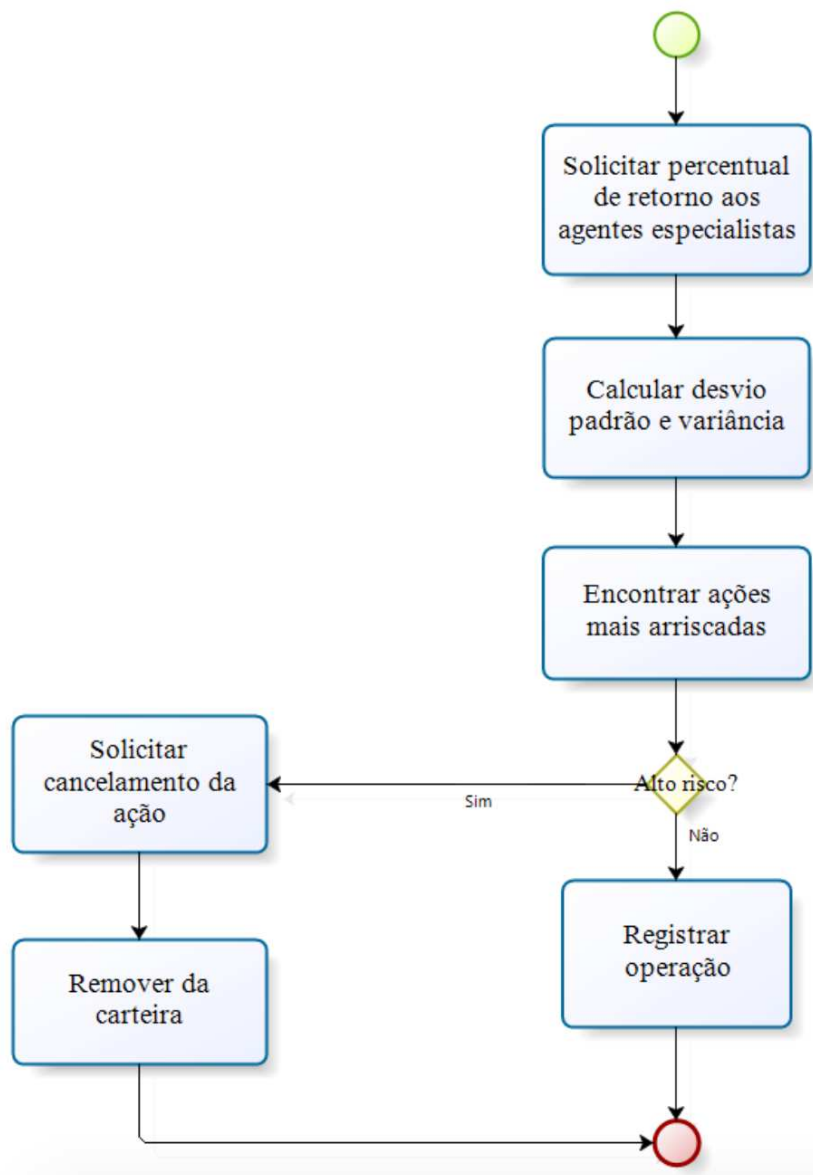 Solicitar percentual
de retorno aos
agentes especialistas
Calcular desvio
padrão e variância
Encontrar ações
mais arriscadas
Alto risco?
Sim
Não
Solicitar
cancelamento da
ação
Registrar
operação
Remover da
carteira